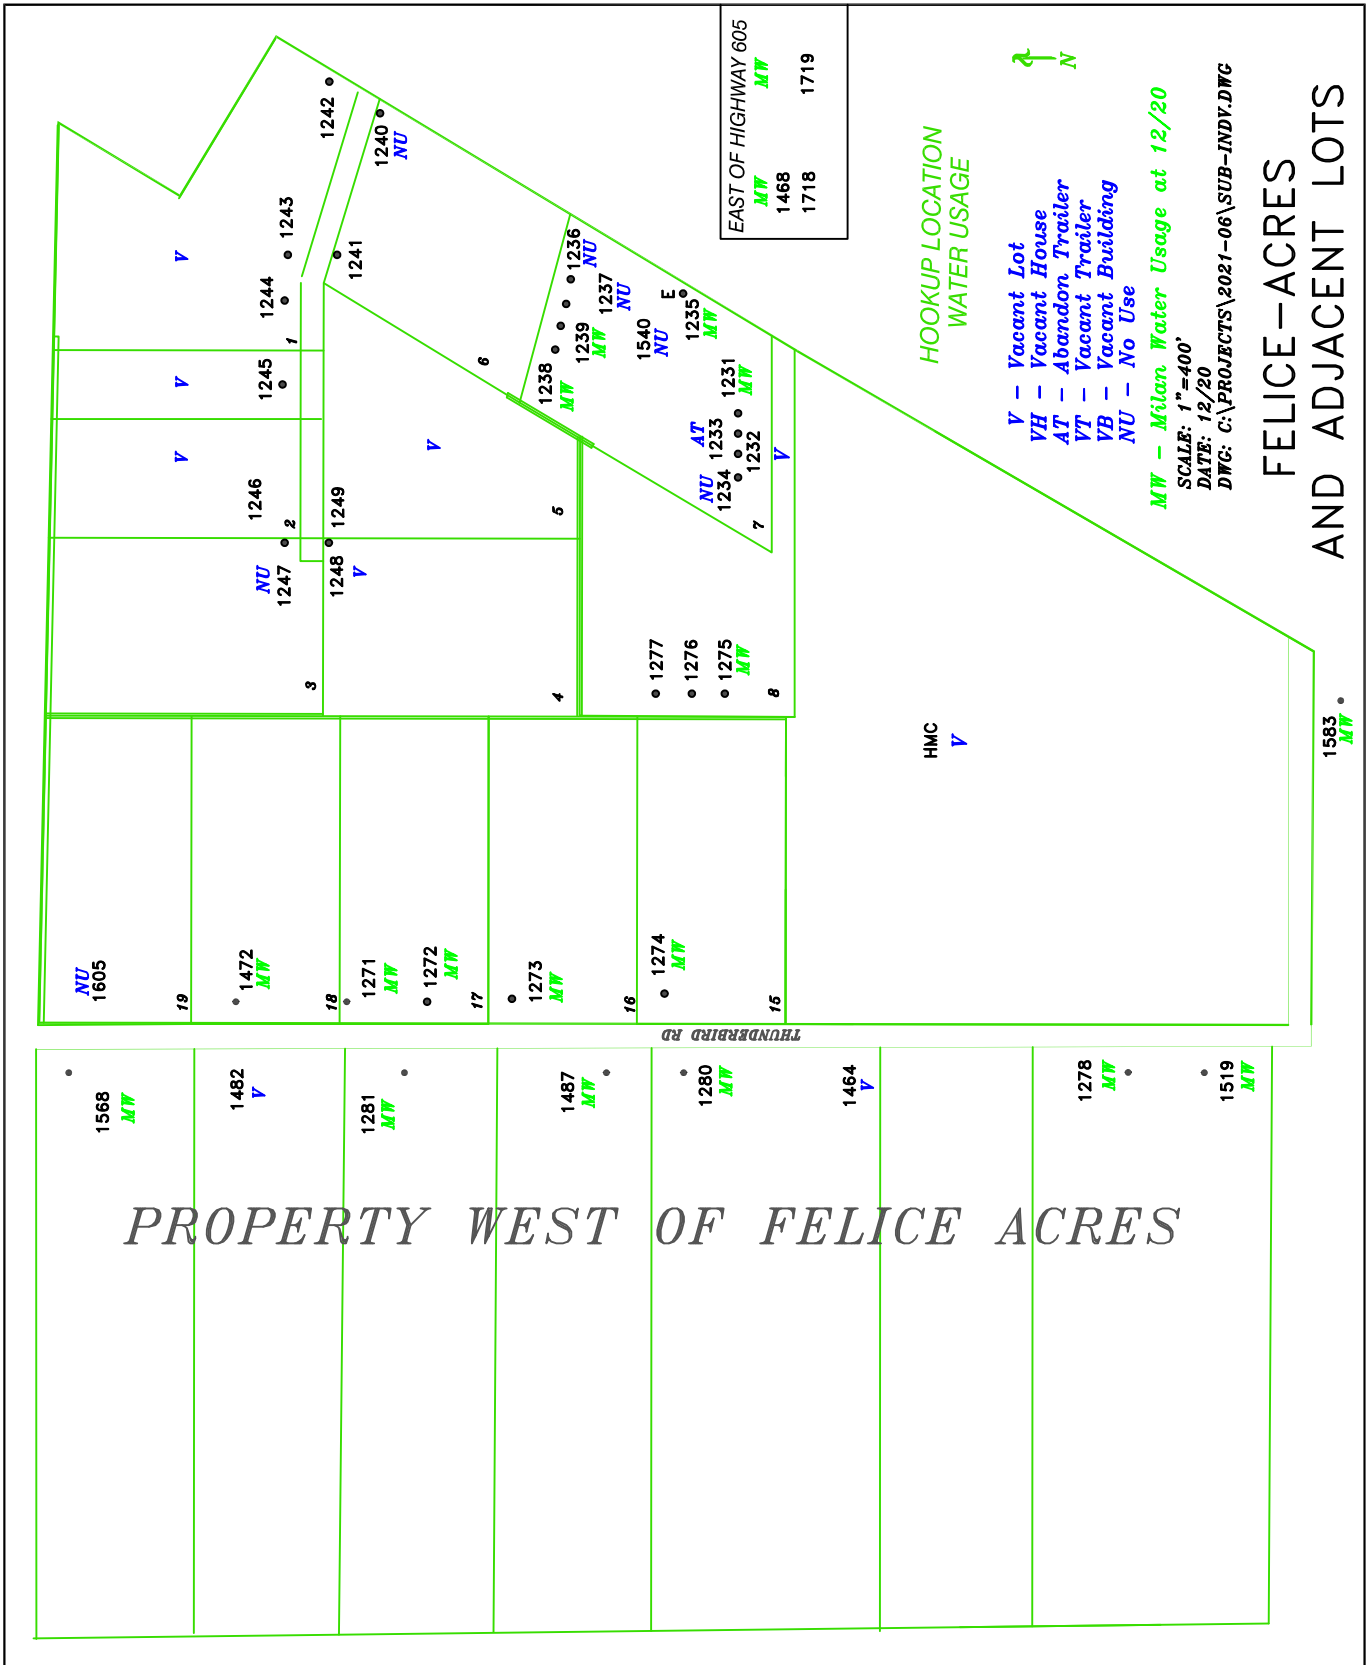 EAST OF HIGHWAY 605
MW MW
1468 1719
1718
1242
1240
NU
1243
1241
1244
1245
V
V
V
V
1
1246
2
1249
1247
NU
1248
V
3
4
5
6
1236
NU
1237
NU
1239
MW
1238
MW
1540
NU
E
1235
MW
1231
MW
AT
1233
1232
V
NU
1234
7
1277
1276
1275
MW
8
HMC
V
1583
MW
NU
1605
19
1472
MW
18
1271
MW
1272
MW
17
1273
MW
16
1274
MW
15
THUNDERBIRD RD
1568
MW
1482
V
1281
MW
1487
MW
1280
MW
1464
V
1278
MW
1519
MW
PROPERTY WEST OF FELICE ACRES
N
HOOKUP LOCATION
WATER USAGE
V - Vacant Lot
VH - Vacant House
AT - Abandon Trailer
VT - Vacant Trailer
VB - Vacant Building
NU - No Use
MW - Milan Water Usage at 12/20
SCALE: 1"=400'
DATE: 12/20
DWG: C:\PROJECTS\2021-06\SUB-INDV.DWG
FELICE-ACRES
AND ADJACENT LOTS